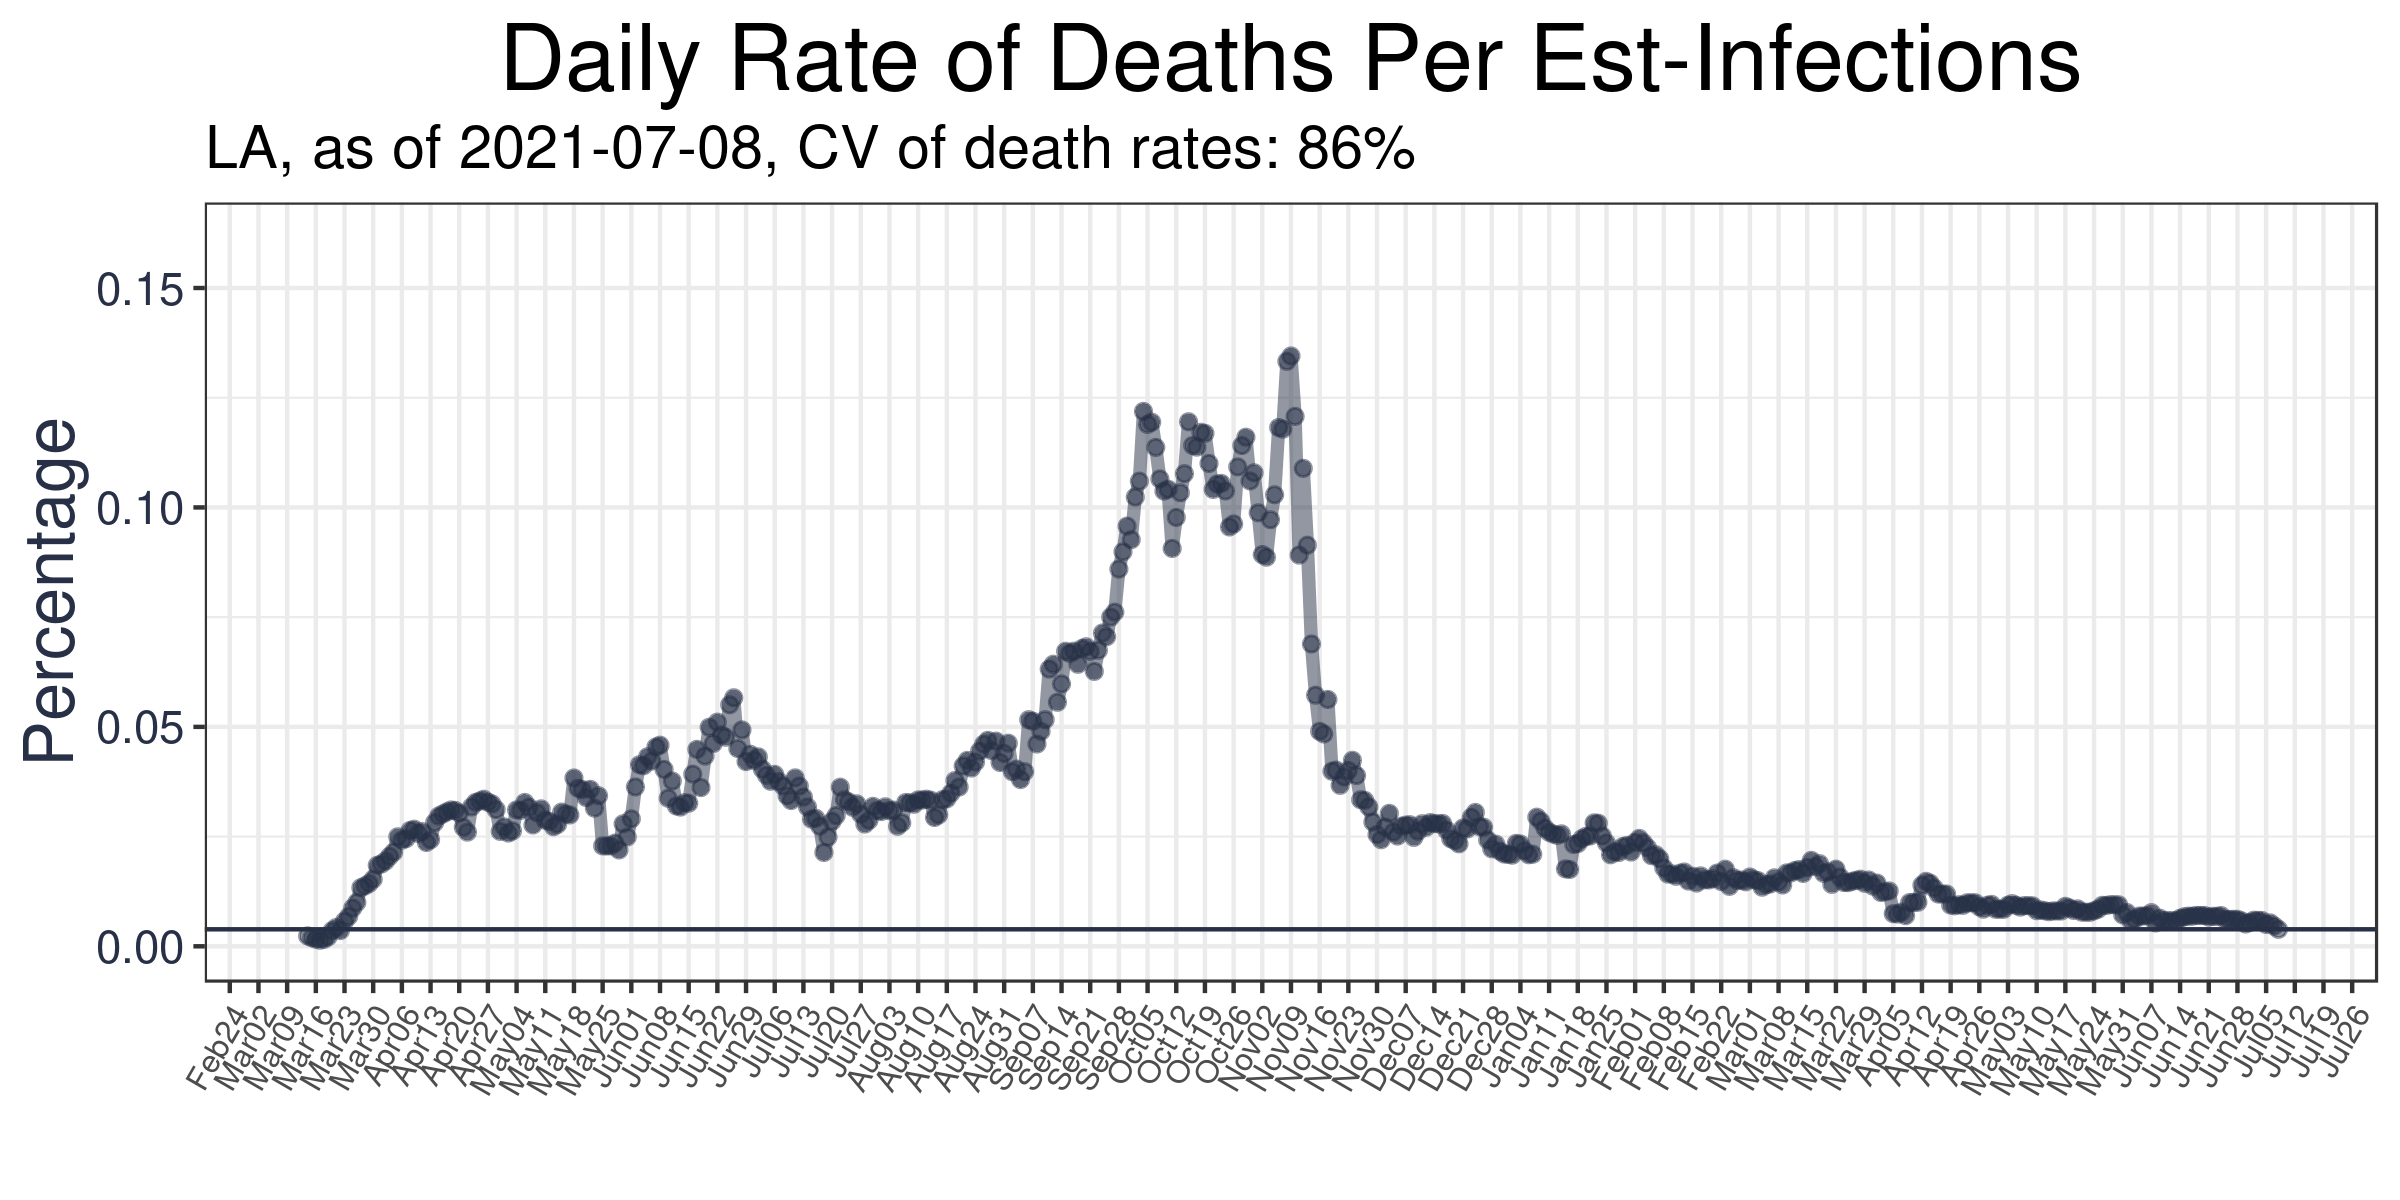 Daily Rate of Deaths Per Est-Infections
LA, as of 2021-07-08, CV of death rates: 86%
Percentage
0.15
0.10
0.05
0.00
Feb24
Mar02
Mar09
Mar16
Mar23
Mar30
Apr06
Apr13
Apr20
Apr27
May04
May11
May18
May25
Jun01
Jun08
Jun15
Jun22
Jun29
Jul06
Jul13
Jul20
Jul27
Aug03
Aug10
Aug17
Aug24
Aug31
Sep07
Sep14
Sep21
Sep28
Oct05
Oct12
Oct19
Oct26
Nov02
Nov09
Nov16
Nov23
Nov30
Dec07
Dec14
Dec21
Dec28
Jan04
Jan11
Jan18
Jan25
Feb01
Feb08
Feb15
Feb22
Mar01
Mar08
Mar15
Mar22
Mar29
Apr05
Apr12
Apr19
Apr26
May03
May10
May17
May24
May31
Jun07
Jun14
Jun21
Jun28
Jul05
Jul12
Jul19
Jul26